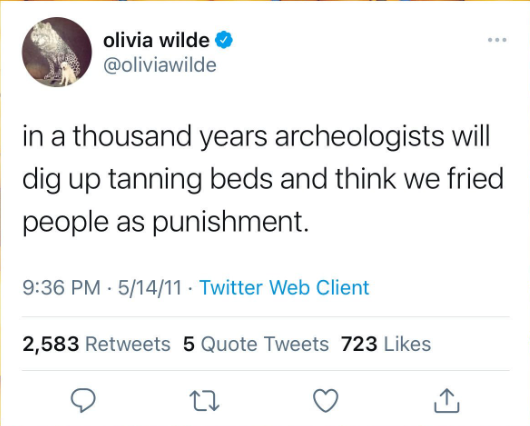 olivia wilde
@oliviawilde
in a thousand years archeologists will
dig up tanning beds and think we fried
people as punishment.
9:36 PM · 5/14/11 · Twitter Web Client
2,583 Retweets 5 Quote Tweets 723 Likes